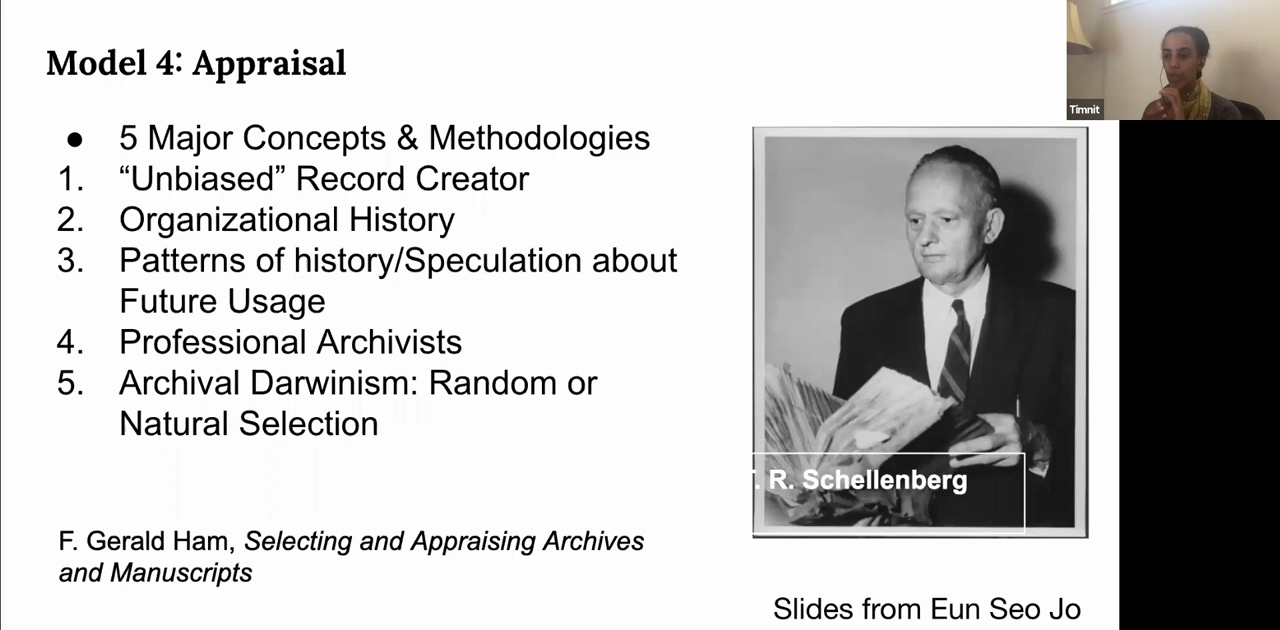 Model 4: Appraisal
Timnit
● 5 Major Concepts & Methodologies
1. “Unbiased” Record Creator
2. Organizational History
3. Patterns of history/Speculation about
Future Usage
4. Professional Archivists
5. Archival Darwinism: Random or
Natural Selection
. R. Schellenberg
F. Gerald Ham, Selecting and Appraising Archives
and Manuscripts
Slides from Eun Seo Jo